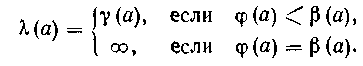 λ(a) = { γ(a), если φ(a) < β(a),
∞, если φ(a) = β(a).